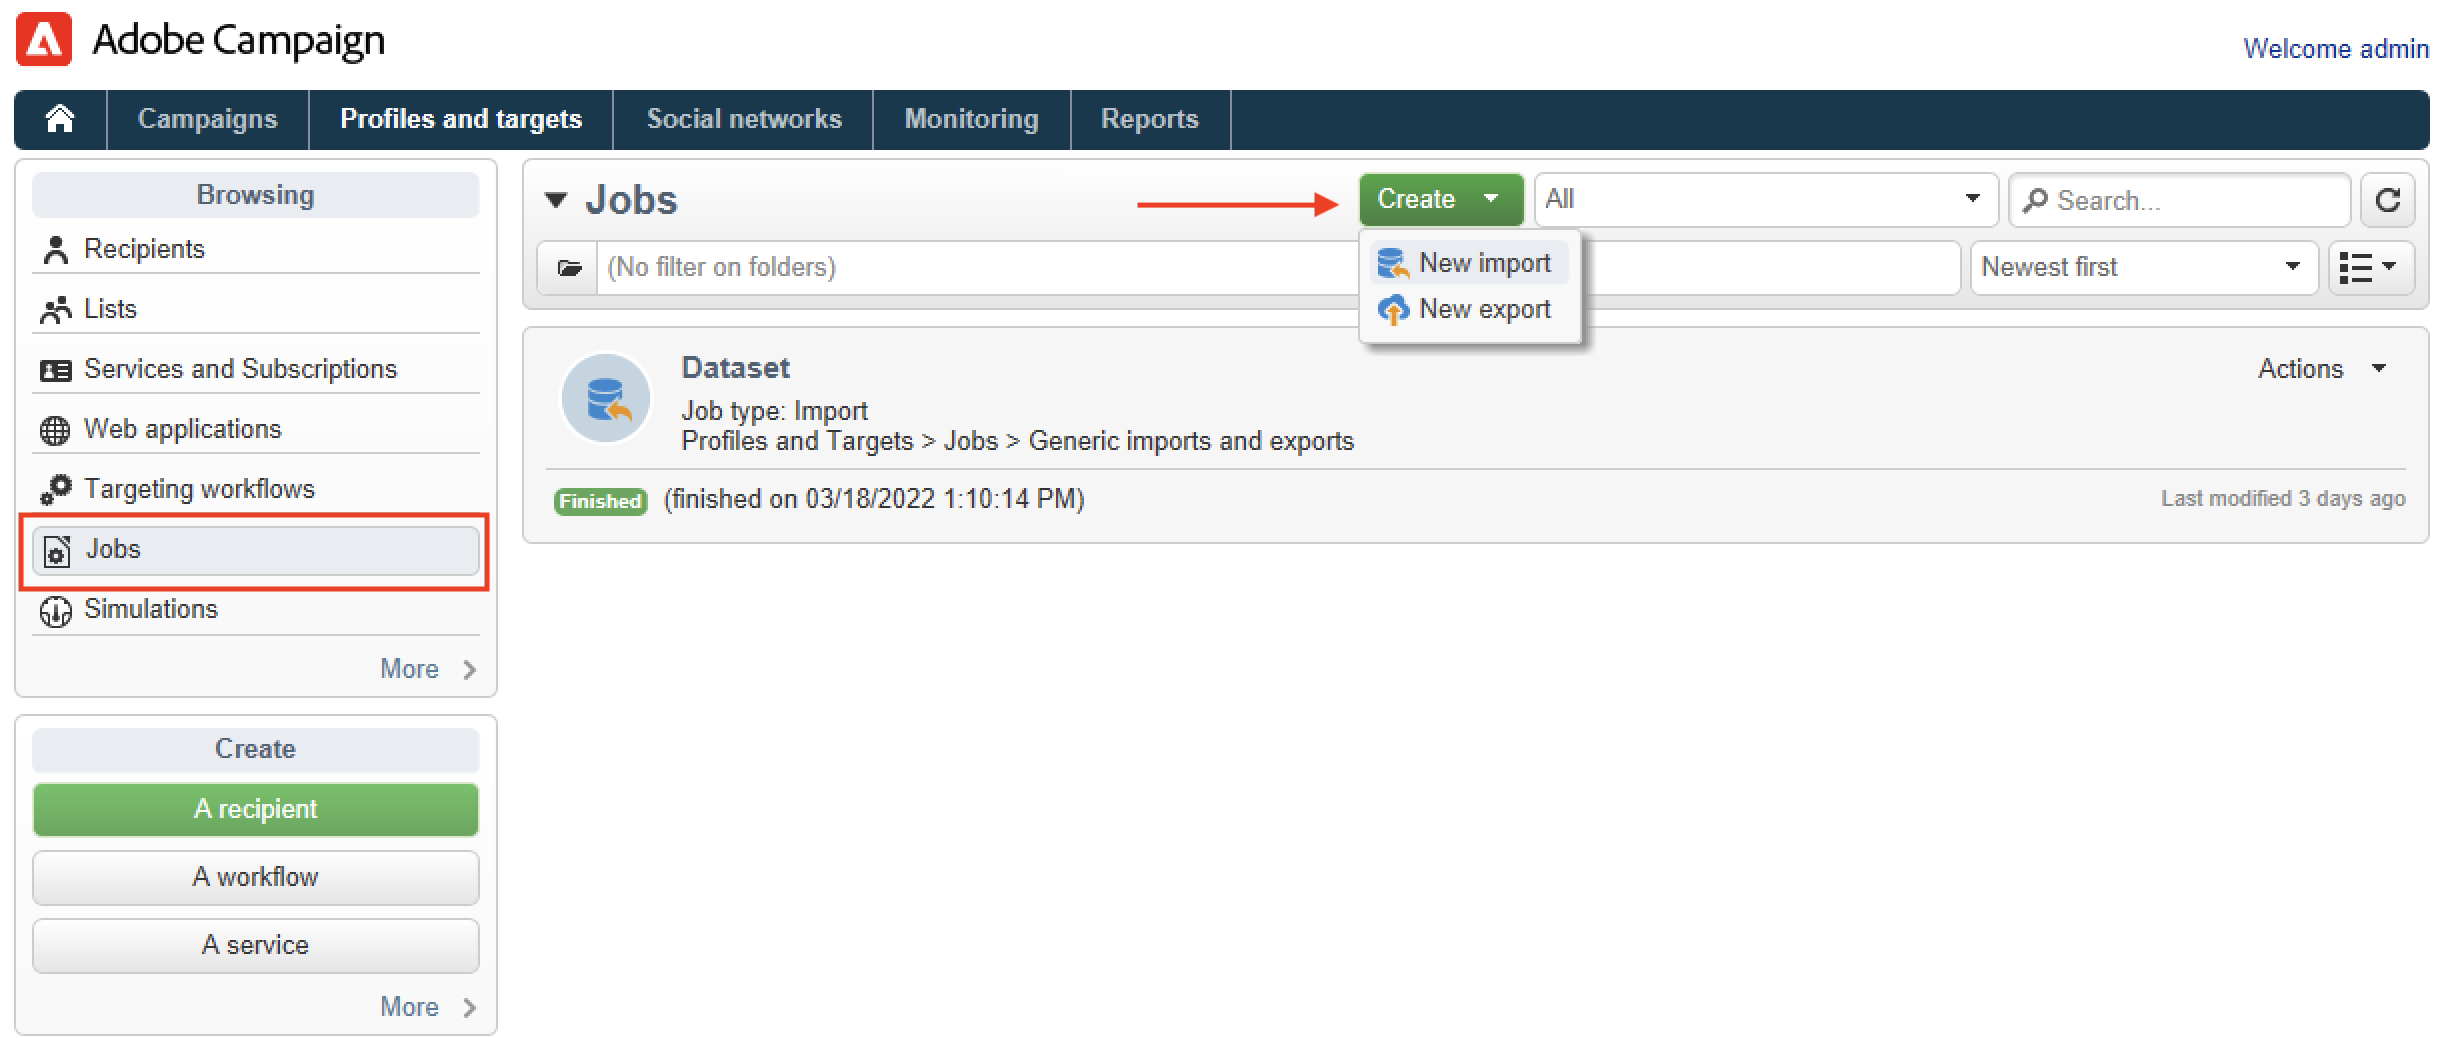 Adobe Campaign
Welcome admin
Campaigns
Profiles and targets
Social networks
Monitoring
Reports
Browsing
Recipients
Lists
Services and Subscriptions
Web applications
Targeting workflows
Jobs
Simulations
More
Create
A recipient
A workflow
A service
More
Jobs
Create
All
Search...
(No filter on folders)
Newest first
New import
New export
Dataset
Actions
Job type: Import
Profiles and Targets > Jobs > Generic imports and exports
Finished (finished on 03/18/2022 1:10:14 PM)
Last modified 3 days ago